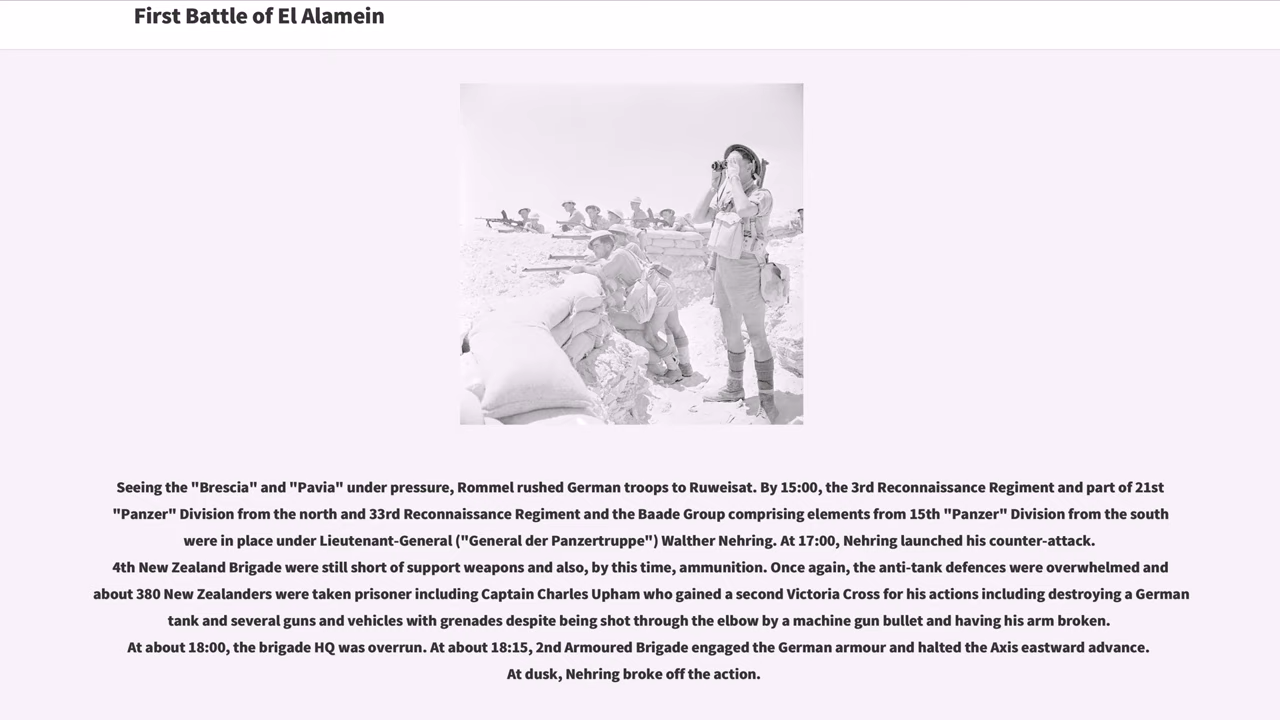 First Battle of El Alamein
Seeing the "Brescia" and "Pavia" under pressure, Rommel rushed German troops to Ruweisat. By 15:00, the 3rd Reconnaissance Regiment and part of 21st
"Panzer" Division from the north and 33rd Reconnaissance Regiment and the Baade Group comprising elements from 15th "Panzer" Division from the south
were in place under Lieutenant-General ("General der Panzertruppe") Walther Nehring. At 17:00, Nehring launched his counter-attack.
4th New Zealand Brigade were still short of support weapons and also, by this time, ammunition. Once again, the anti-tank defences were overwhelmed and
about 380 New Zealanders were taken prisoner including Captain Charles Upham who gained a second Victoria Cross for his actions including destroying a German
tank and several guns and vehicles with grenades despite being shot through the elbow by a machine gun bullet and having his arm broken.
At about 18:00, the brigade HQ was overrun. At about 18:15, 2nd Armoured Brigade engaged the German armour and halted the Axis eastward advance.
At dusk, Nehring broke off the action.